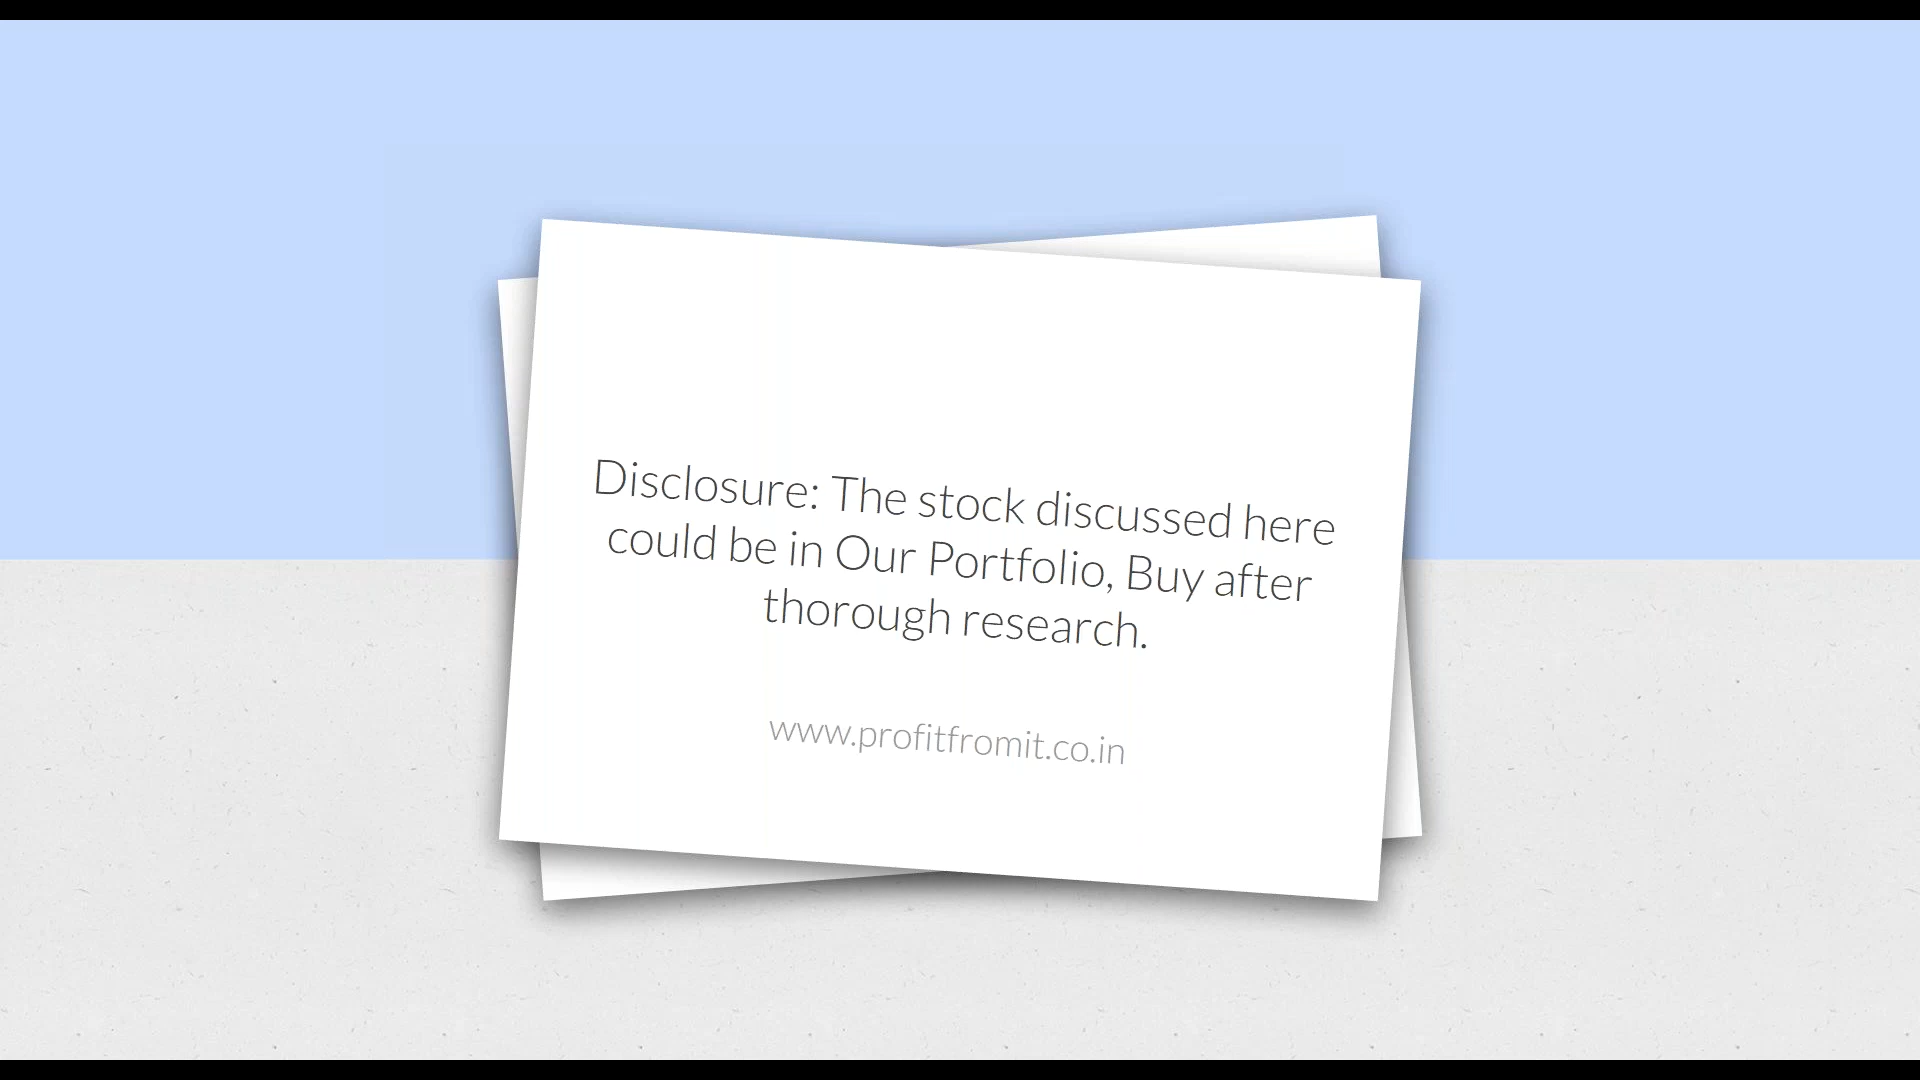 Disclosure: The stock discussed here
could be in Our Portfolio, Buy after
thorough research.
www.profitfromit.co.in